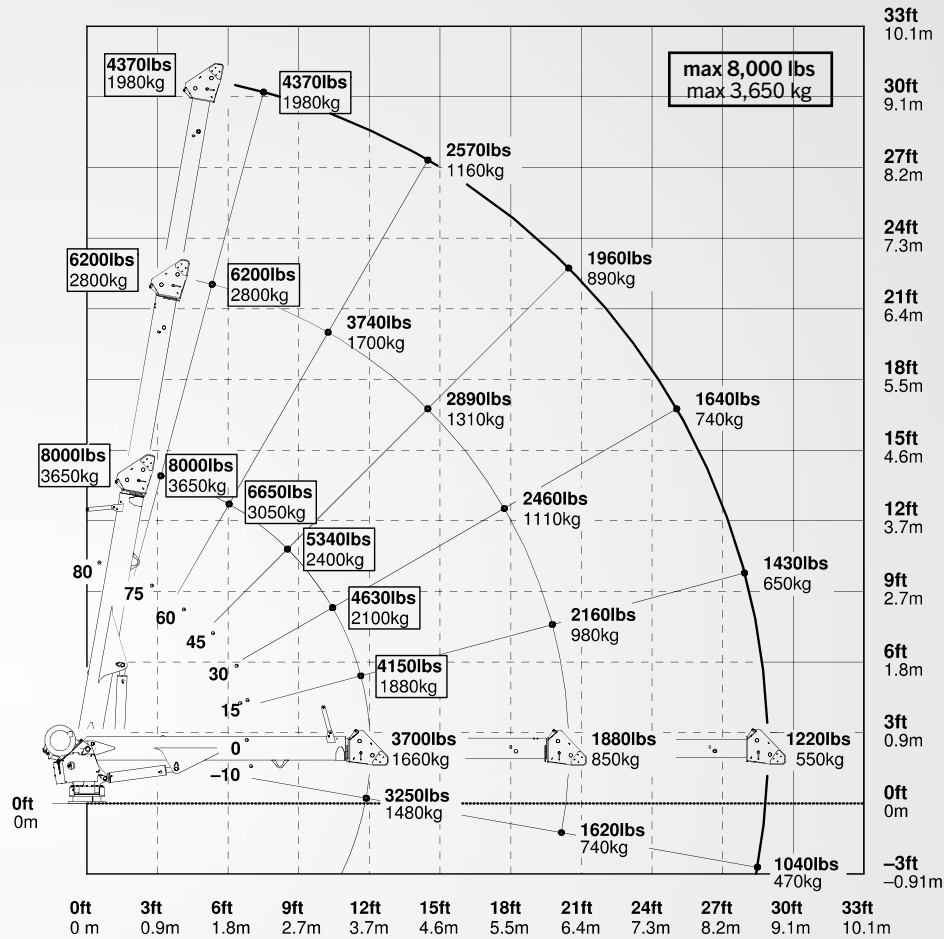 33ft
10.1m
4370lbs
1980kg
4370lbs
1980kg
max 8,000 lbs
max 3,650 kg
30ft
9.1m
2570lbs
1160kg
27ft
8.2m
24ft
7.3m
6200lbs
2800kg
6200lbs
2800kg
1960lbs
890kg
21ft
6.4m
3740lbs
1700kg
18ft
5.5m
2890lbs
1310kg
1640lbs
740kg
15ft
4.6m
8000lbs
3650kg
8000lbs
3650kg
6650lbs
3050kg
2460lbs
1110kg
12ft
3.7m
5340lbs
2400kg
1430lbs
650kg
9ft
2.7m
80
75
60
45
30
15
0
–10
4630lbs
2100kg
2160lbs
980kg
4150lbs
1880kg
6ft
1.8m
3700lbs
1660kg
1880lbs
850kg
1220lbs
550kg
3ft
0.9m
3250lbs
1480kg
0ft
0m
0ft
0m
1620lbs
740kg
1040lbs
470kg
–3ft
–0.91m
0ft 3ft 6ft 9ft 12ft 15ft 18ft 21ft 24ft 27ft 30ft 33ft
0 m 0.9m 1.8m 2.7m 3.7m 4.6m 5.5m 6.4m 7.3m 8.2m 9.1m 10.1m